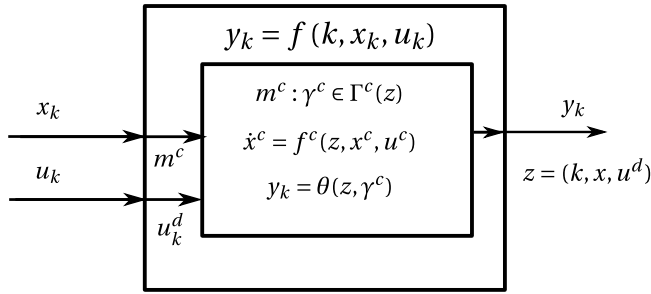 y_k = f(k, x_k, u_k)
m^c : γ^c ∈ Γ^c(z)
ẋ^c = f^c(z, x^c, u^c)
y_k = θ(z, γ^c)
x_k
m^c
u_k
u_k^d
y_k
z = (k, x, u^d)